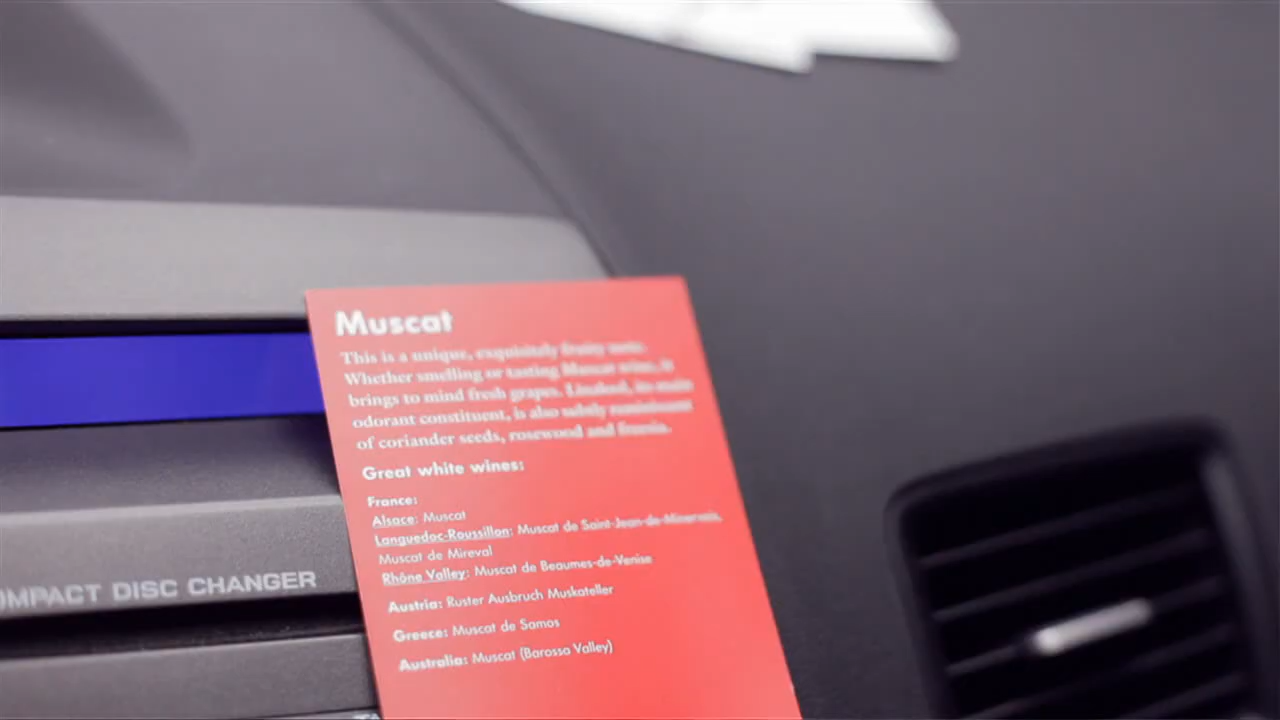 Muscat
This is a unique, exquisitely fruity note.
Whether smelling or tasting Muscat wine, it
brings to mind fresh grapes. Linalool, its main
odorant constituent, is also subtly reminiscent
of coriander seeds, rosewood and freesia.
Great white wines:
France:
Alsace: Muscat
Languedoc-Roussillon: Muscat de Saint-Jean-de-Minervois,
Muscat de Mireval
Rhône Valley: Muscat de Beaumes-de-Venise
Austria: Ruster Ausbruch Muskateller
Greece: Muscat de Samos
Australia: Muscat (Barossa Valley)
OMPACT DISC CHANGER